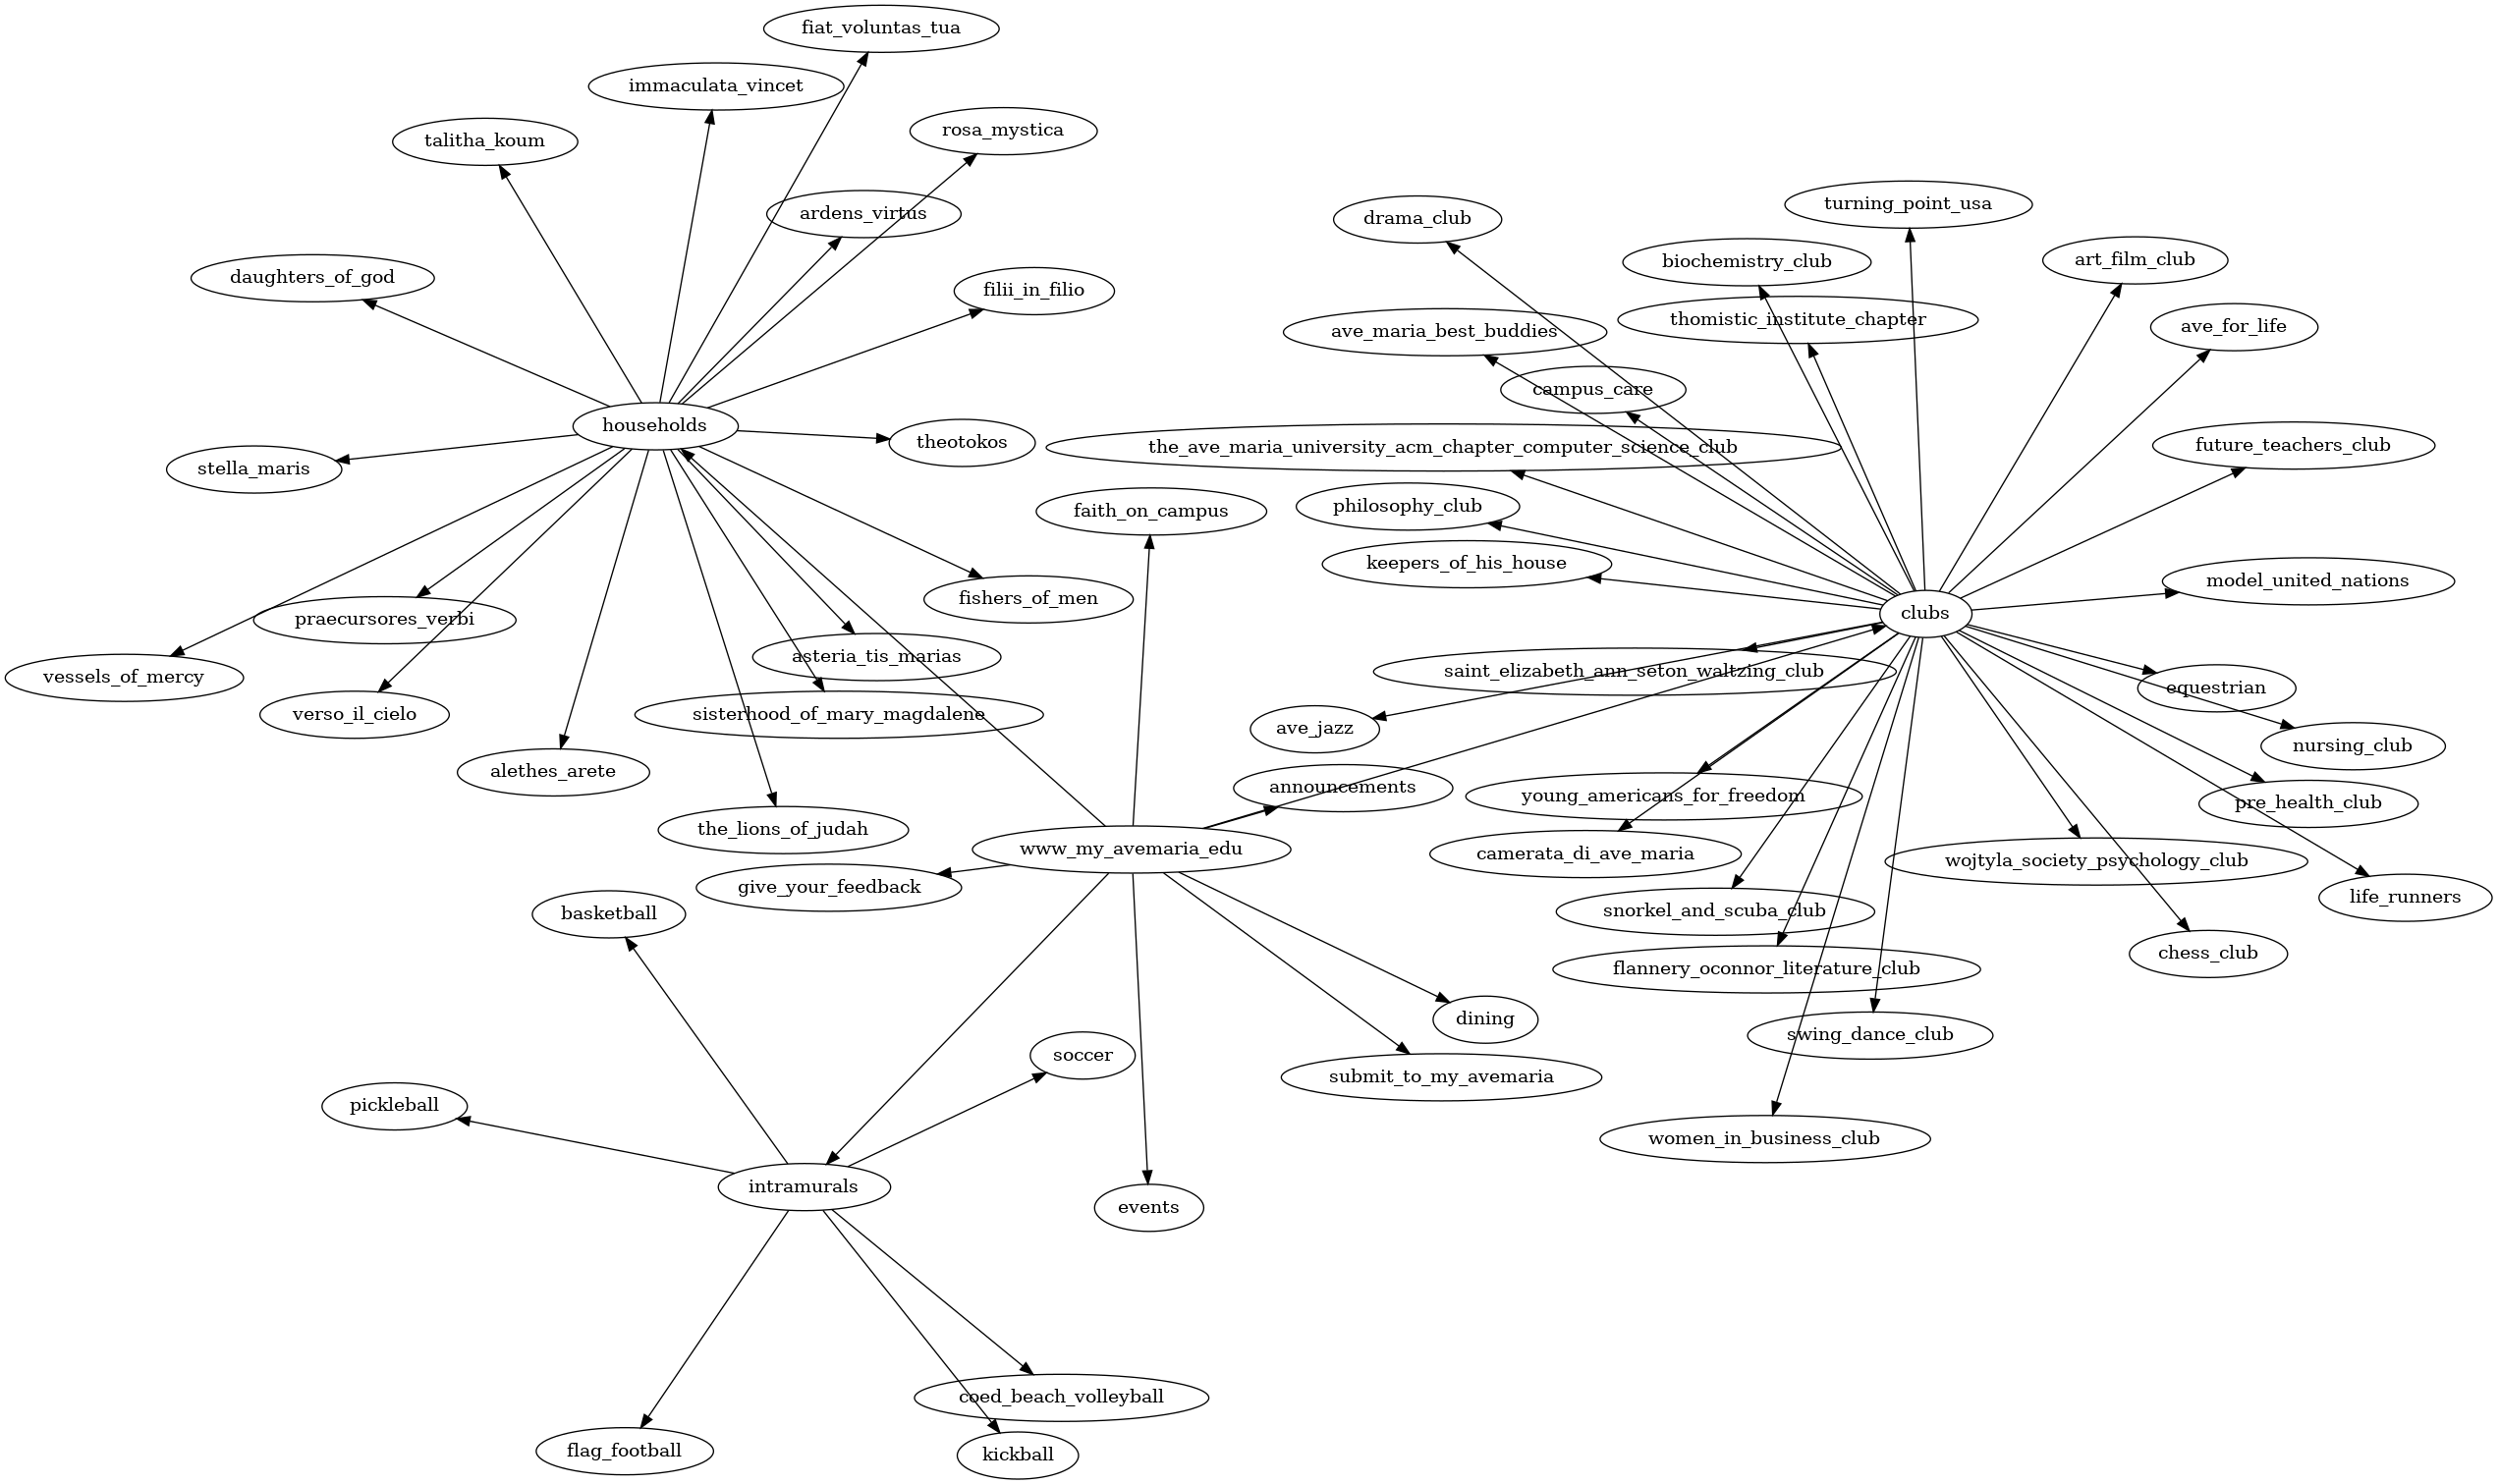 fiat_voluntas_tua
immaculata_vincet
rosa_mystica
talitha_koum
turning_point_usa
ardens_virtus
drama_club
biochemistry_club
art_film_club
daughters_of_god
filii_in_filio
thomistic_institute_chapter
ave_for_life
ave_maria_best_buddies
campus_care
households
theotokos
the_ave_maria_university_acm_chapter_computer_science_club
future_teachers_club
stella_maris
faith_on_campus
philosophy_club
keepers_of_his_house
model_united_nations
fishers_of_men
clubs
praecursores_verbi
asteria_tis_marias
saint_elizabeth_ann_seton_waltzing_club
vessels_of_mercy
equestrian
verso_il_cielo
sisterhood_of_mary_magdalene
ave_jazz
nursing_club
alethes_arete
announcements
young_americans_for_freedom
pre_health_club
the_lions_of_judah
www_my_avemaria_edu
camerata_di_ave_maria
wojtyla_society_psychology_club
give_your_feedback
life_runners
basketball
snorkel_and_scuba_club
chess_club
flannery_oconnor_literature_club
dining
swing_dance_club
soccer
submit_to_my_avemaria
pickleball
women_in_business_club
intramurals
events
coed_beach_volleyball
flag_football
kickball